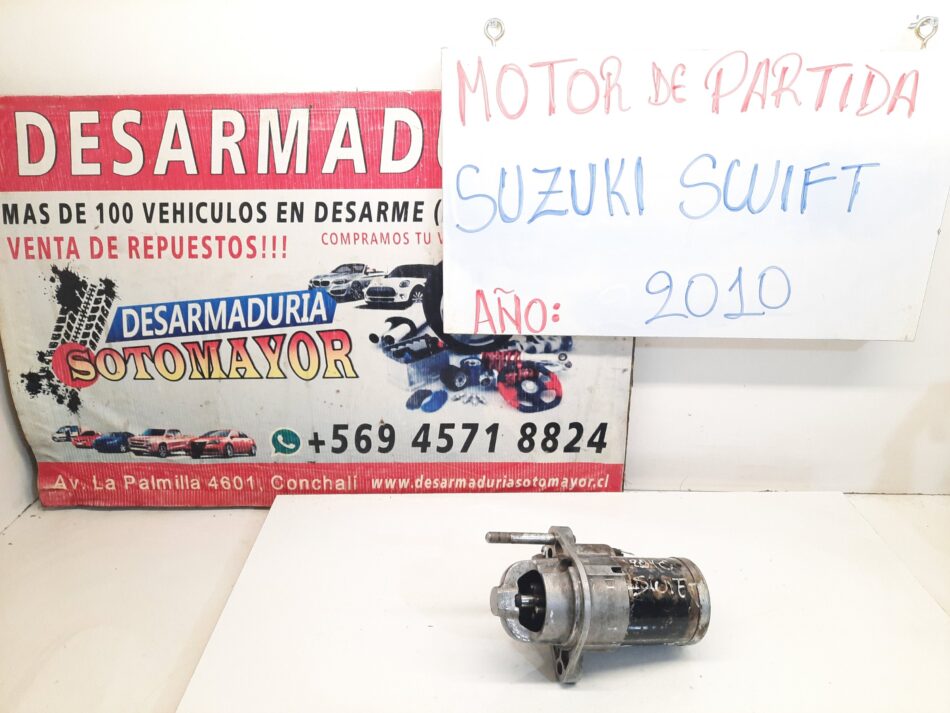 DESARMADU
MAS DE 100 VEHICULOS EN DESARME (
VENTA DE REPUESTOS!!!
COMPRAMOS TU V
DESARMADURIA
SOTOMAYOR
+569 4571 8824
Av. La Palmilla 4601, Conchalí www.desarmaduriasotomayor.cl
MOTOR DE PARTIDA
SUZUKI SWIFT
AÑO: 2010